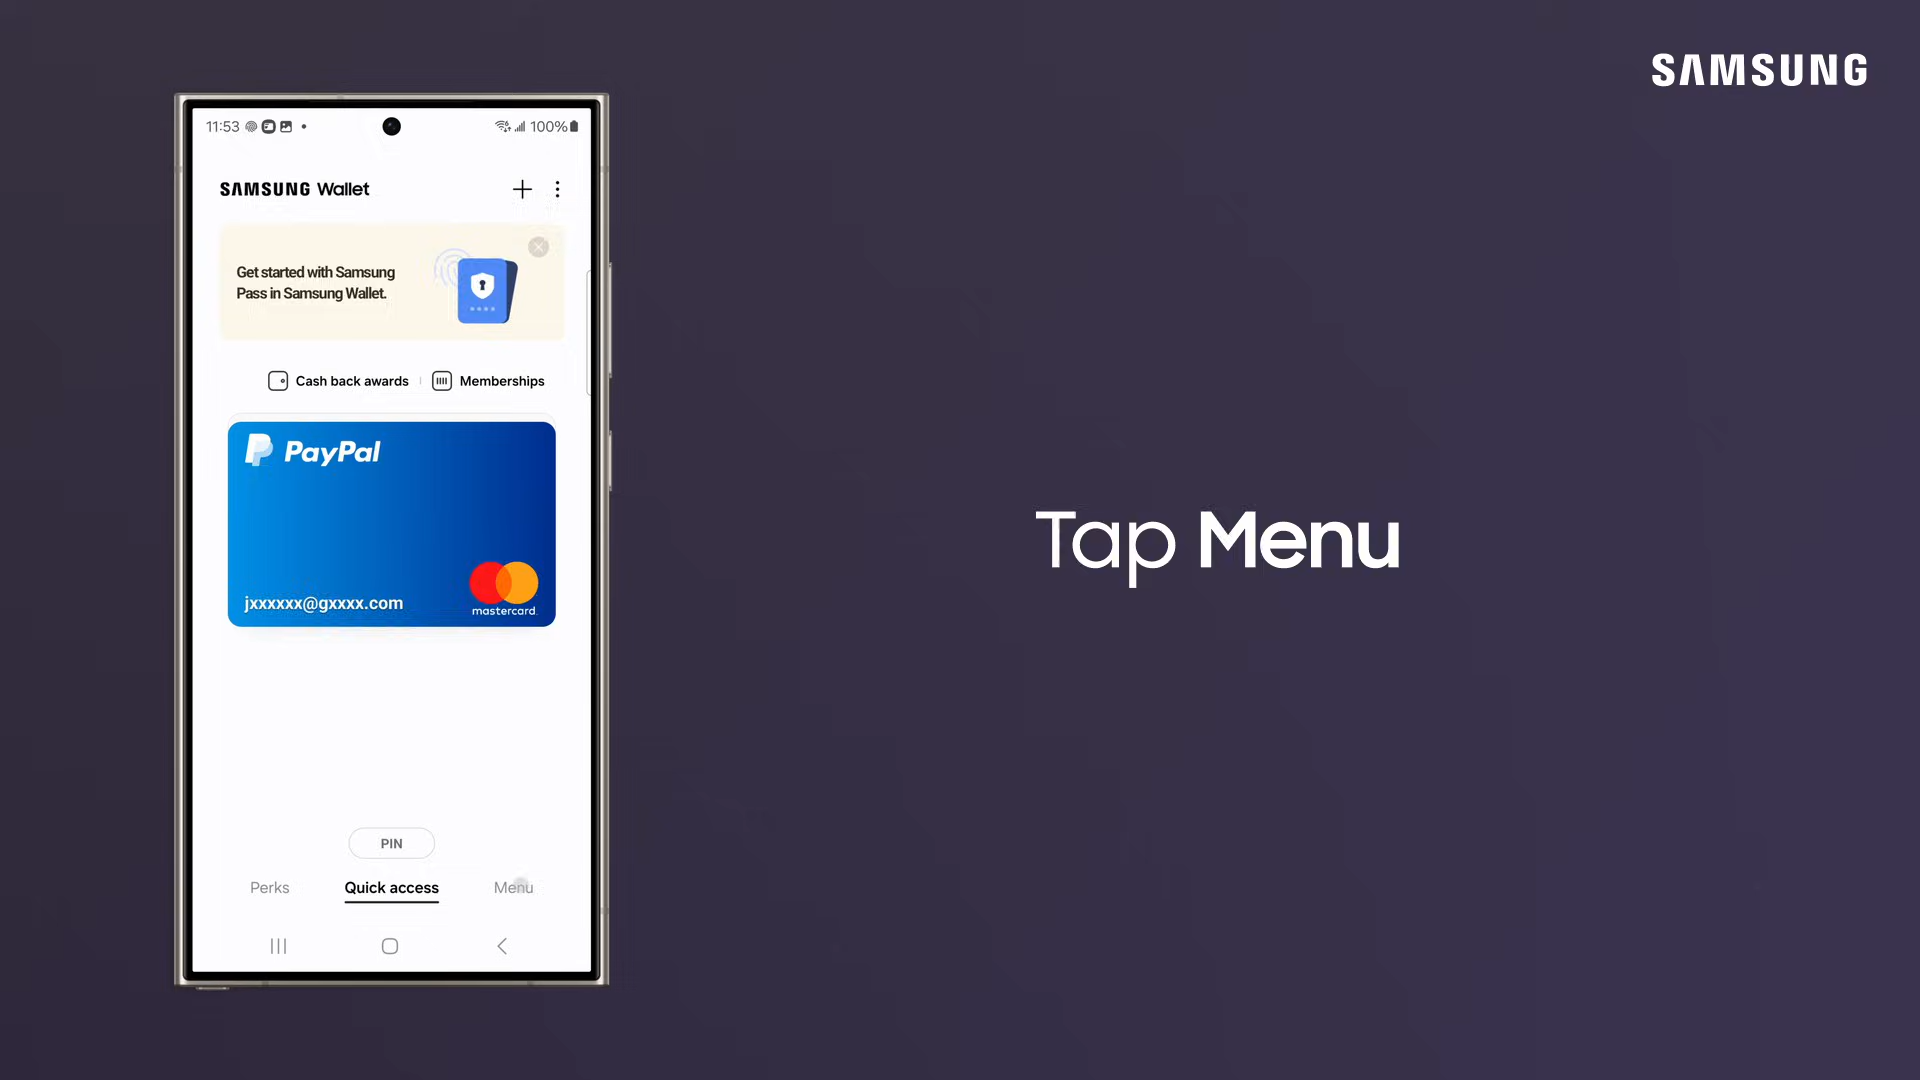 SAMSUNG
11:53
100%
SAMSUNG Wallet
Get started with Samsung
Pass in Samsung Wallet.
Cash back awards
Memberships
PayPal
jxxxxxx@gxxxx.com
mastercard.
PIN
Perks
Quick access
Menu
Tap Menu